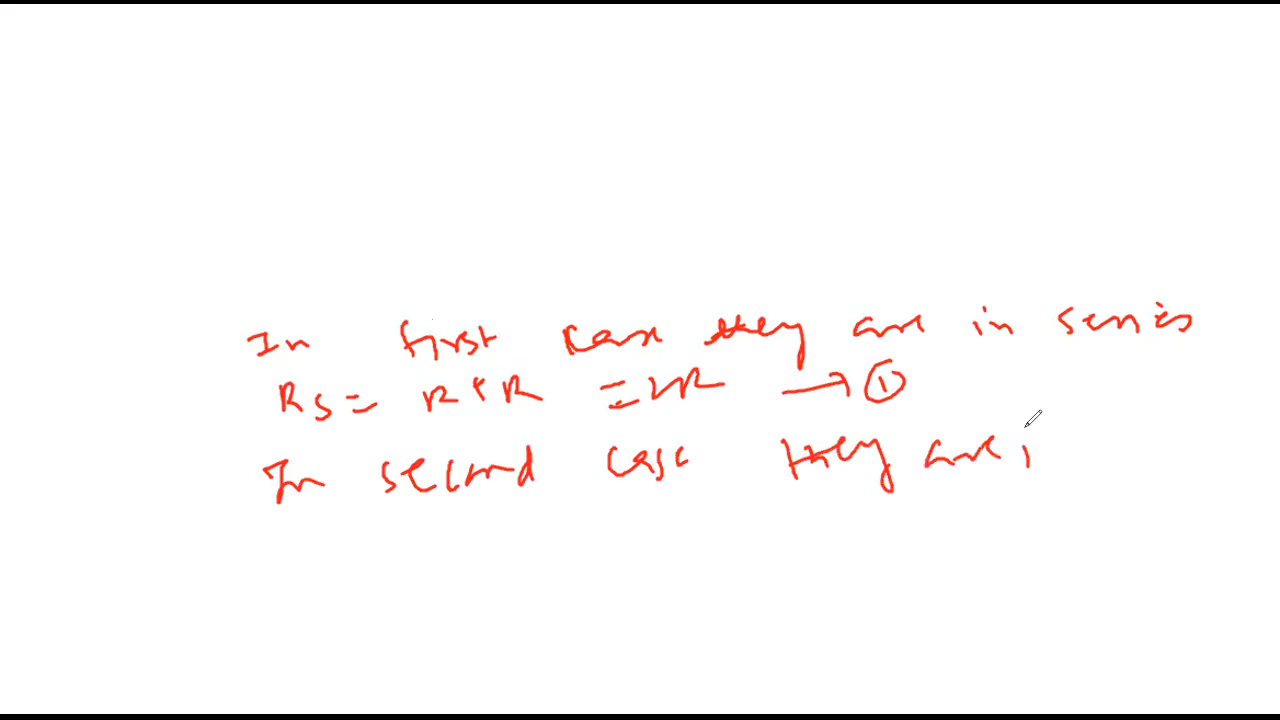 In first case they are in series
Rs = R + R = 2R → ①
In second case they are i